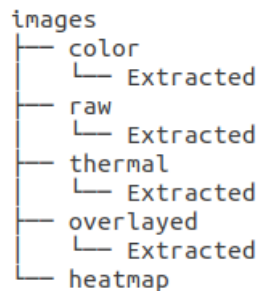 images
├── color
│   └── Extracted
├── raw
│   └── Extracted
├── thermal
│   └── Extracted
├── overlayed
│   └── Extracted
└── heatmap